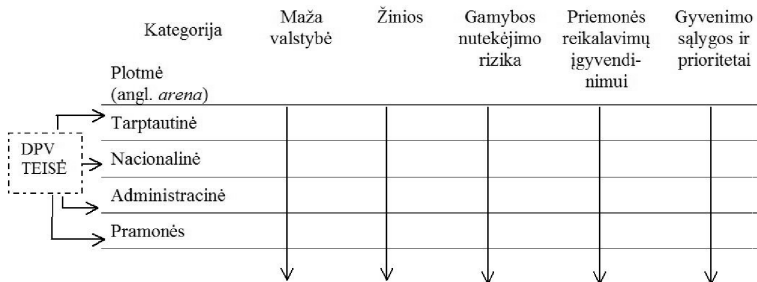 Kategorija
Maža
valstybė
Žinios
Gamybos
nutekėjimo
rizika
Priemonės
reikalavimų
įgyvendi-
nimui
Gyvenimo
sąlygos ir
prioritetai
Plotmė
(angl. arena)
Tarptautinė
DPV
TEISĖ
Nacionalinė
Administracinė
Pramonės